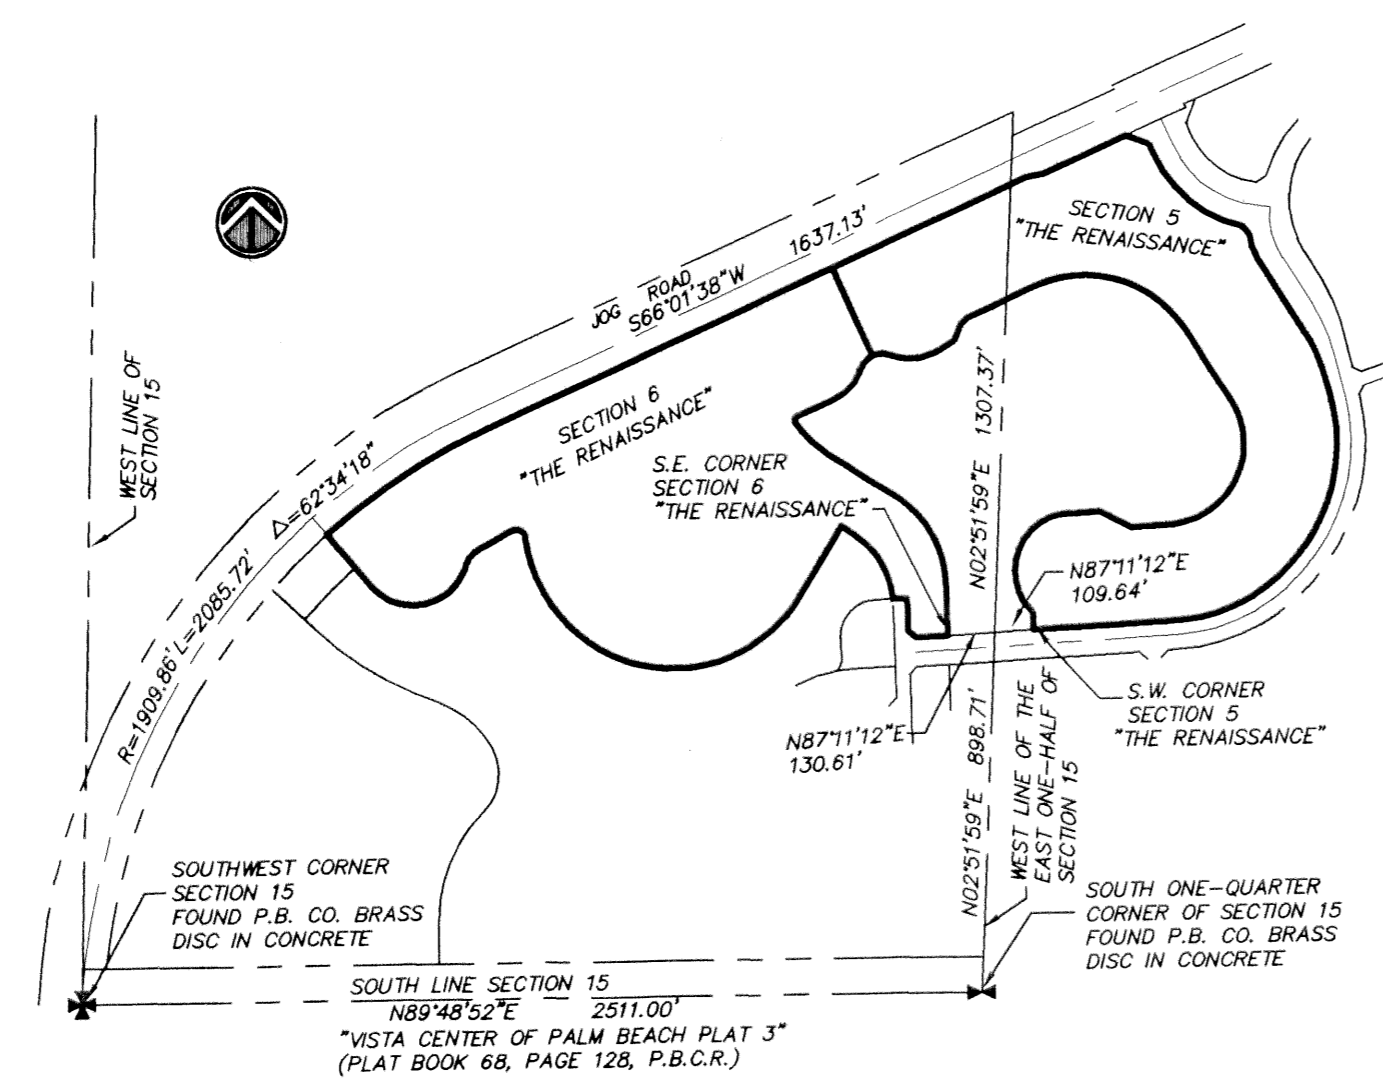 SECTION 5
"THE RENAISSANCE"
1637.13'
JOG ROAD
S66°01'38"W
WEST LINE OF
SECTION 15
SECTION 6
"THE RENAISSANCE"
N02°51'59"E 1307.37'
Δ=62°34'18"
S.E. CORNER
SECTION 6
"THE RENAISSANCE"
R=1909.86' L=2085.72'
N87°11'12"E
109.64'
S.W. CORNER
SECTION 5
"THE RENAISSANCE"
N87°11'12"E
130.61'
N02°51'59"E 898.71'
WEST LINE OF THE
EAST ONE-HALF OF
SECTION 15
SOUTHWEST CORNER
SECTION 15
FOUND P.B. CO. BRASS
DISC IN CONCRETE
SOUTH ONE-QUARTER
CORNER OF SECTION 15
FOUND P.B. CO. BRASS
DISC IN CONCRETE
SOUTH LINE SECTION 15
N89°48'52"E 2511.00'
"VISTA CENTER OF PALM BEACH PLAT 3"
(PLAT BOOK 68, PAGE 128, P.B.C.R.)